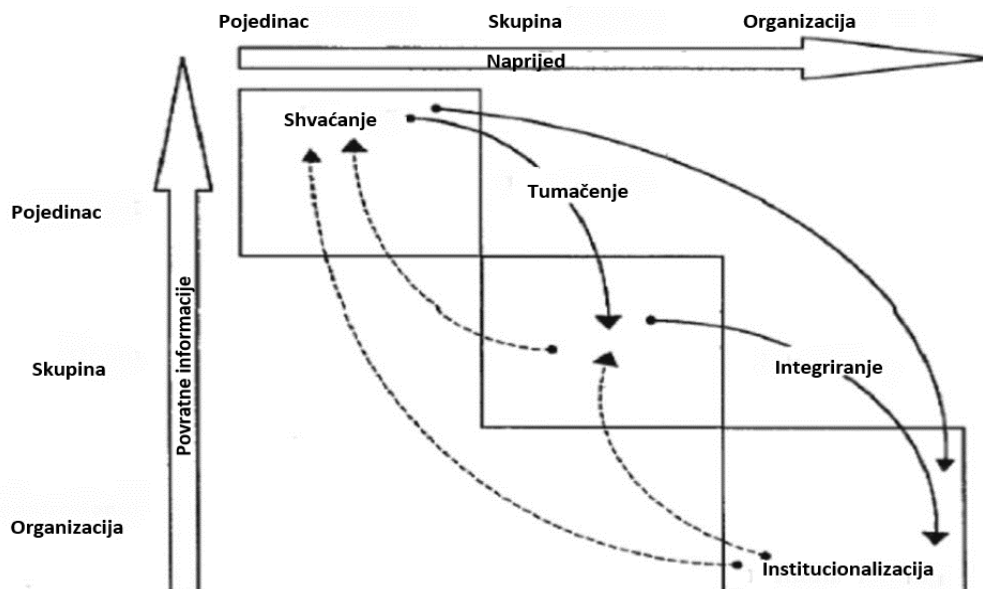 Pojedinac
Skupina
Organizacija
Naprijed
Shvaćanje
Tumačenje
Pojedinac
Skupina
Povratne informacije
Integriranje
Organizacija
Institucionalizacija